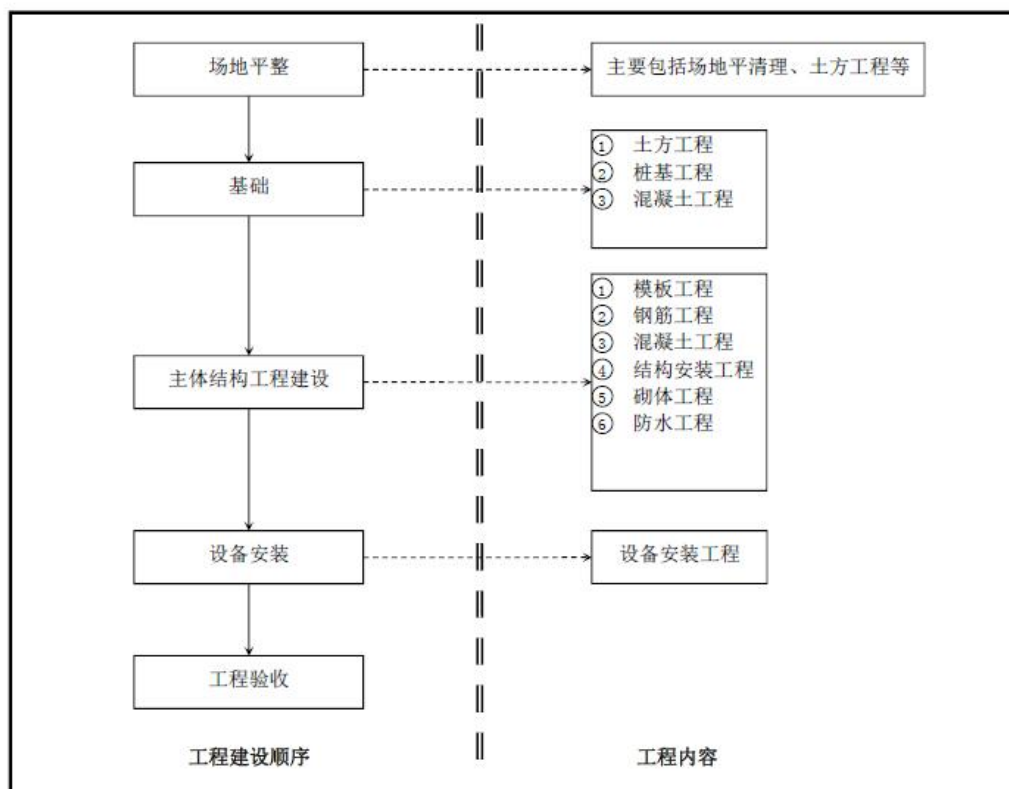 场地平整
主要包括场地平清理、土方工程等
基础
① 土方工程
② 桩基工程
③ 混凝土工程
主体结构工程建设
① 模板工程
② 钢筋工程
③ 混凝土工程
④ 结构安装工程
⑤ 砌体工程
⑥ 防水工程
设备安装
设备安装工程
工程验收
工程建设顺序
工程内容